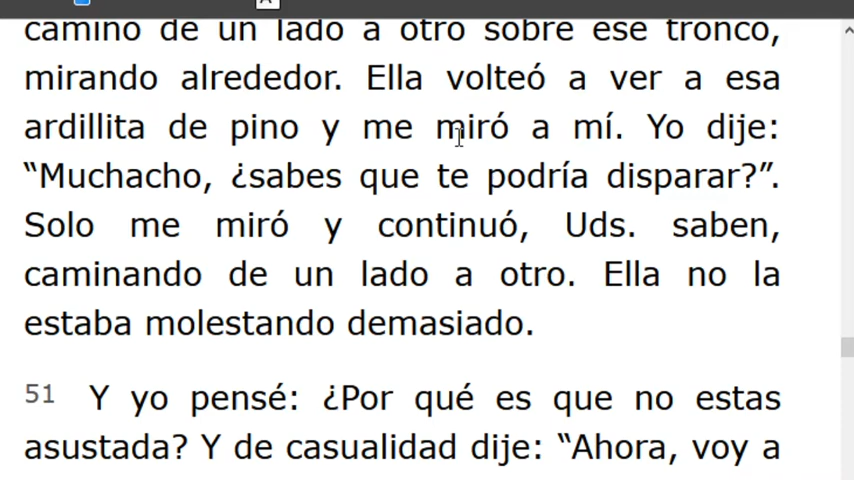 camino de un lado a otro sobre ese tronco,
mirando alrededor. Ella volteó a ver a esa
ardillita de pino y me miró a mí. Yo dije:
“Muchacho, ¿sabes que te podría disparar?”.
Solo me miró y continuó, Uds. saben,
caminando de un lado a otro. Ella no la
estaba molestando demasiado.
51 Y yo pensé: ¿Por qué es que no estas
asustada? Y de casualidad dije: “Ahora, voy a